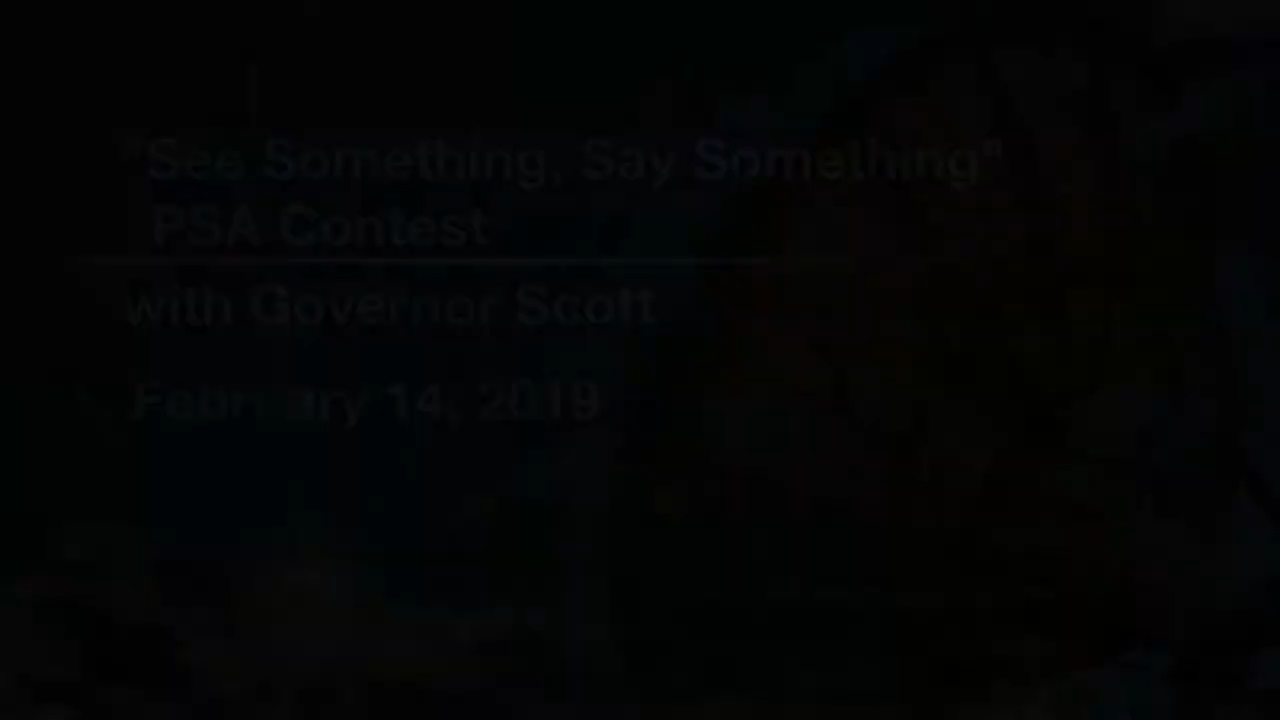 "See Something, Say Something"
PSA Contest
with Governor Scott
February 14, 2019